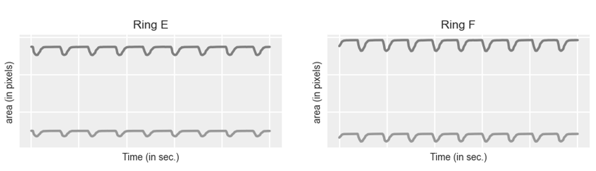 Ring E
area (in pixels)
Time (in sec.)
Ring F
area (in pixels)
Time (in sec.)